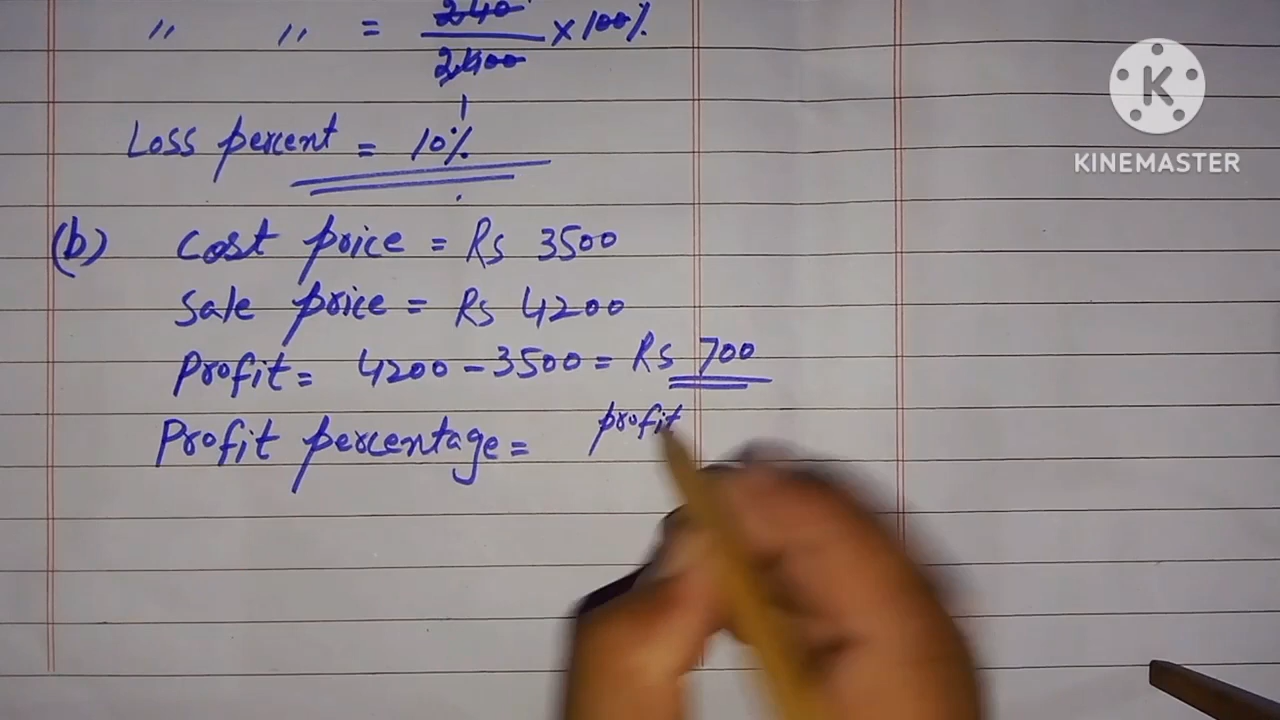 240
" " = ─── × 100%
2400
1
Loss percent = 10%
(b) Cost price = Rs 3500
Sale price = Rs 4200
Profit = 4200 - 3500 = Rs 700
Profit percentage = profit
K
KINEMASTER